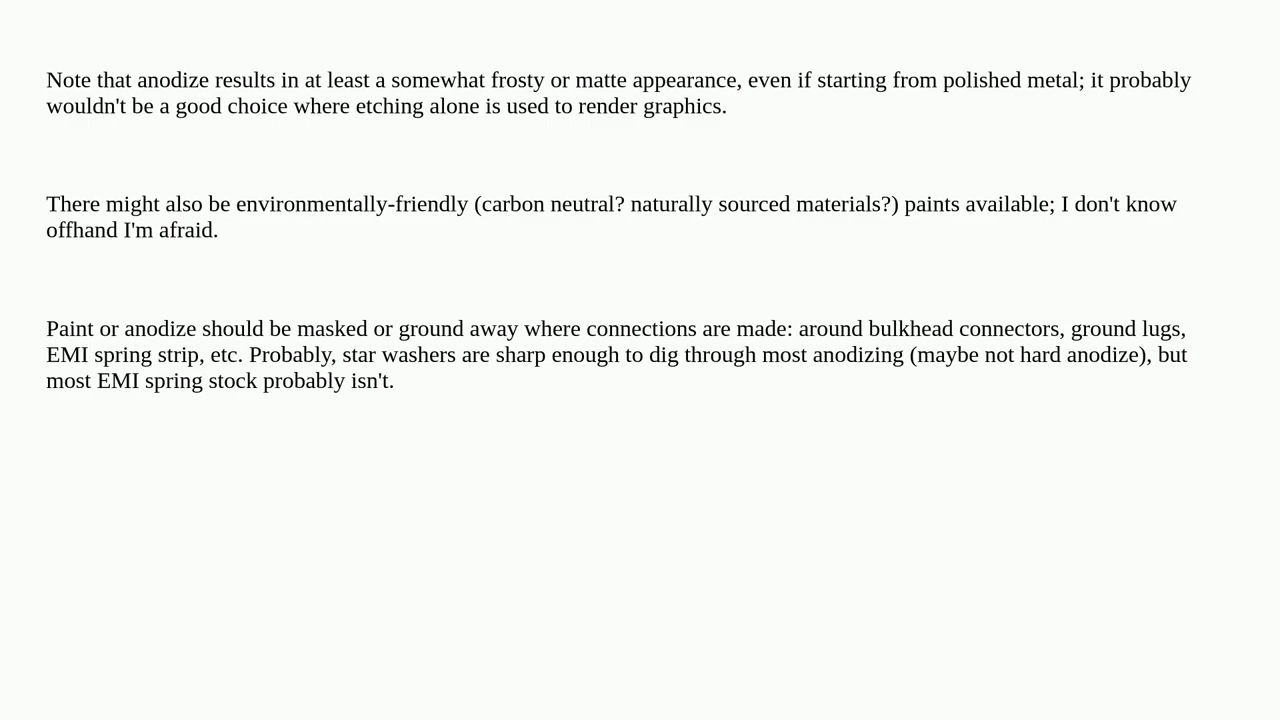 Note that anodize results in at least a somewhat frosty or matte appearance, even if starting from polished metal; it probably
wouldn't be a good choice where etching alone is used to render graphics.
There might also be environmentally-friendly (carbon neutral? naturally sourced materials?) paints available; I don't know
offhand I'm afraid.
Paint or anodize should be masked or ground away where connections are made: around bulkhead connectors, ground lugs,
EMI spring strip, etc. Probably, star washers are sharp enough to dig through most anodizing (maybe not hard anodize), but
most EMI spring stock probably isn't.